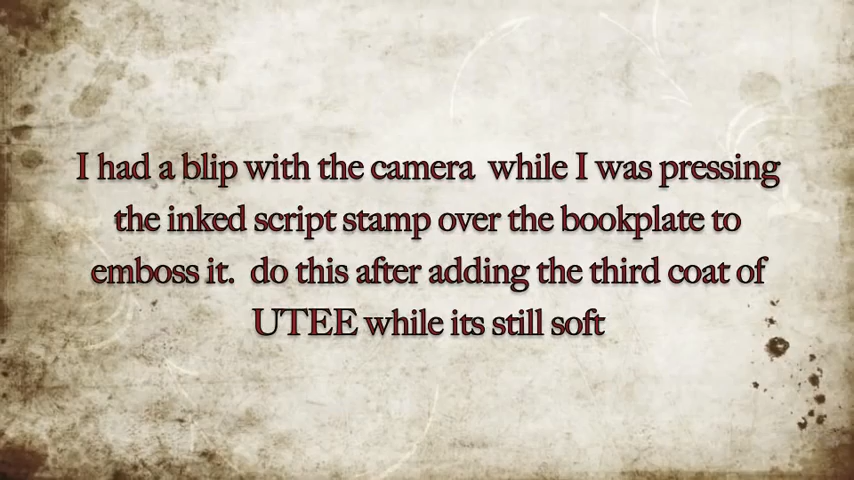 I had a blip with the camera  while I was pressing
the inked script stamp over the bookplate to
emboss it.  do this after adding the third coat of
UTEE while its still soft